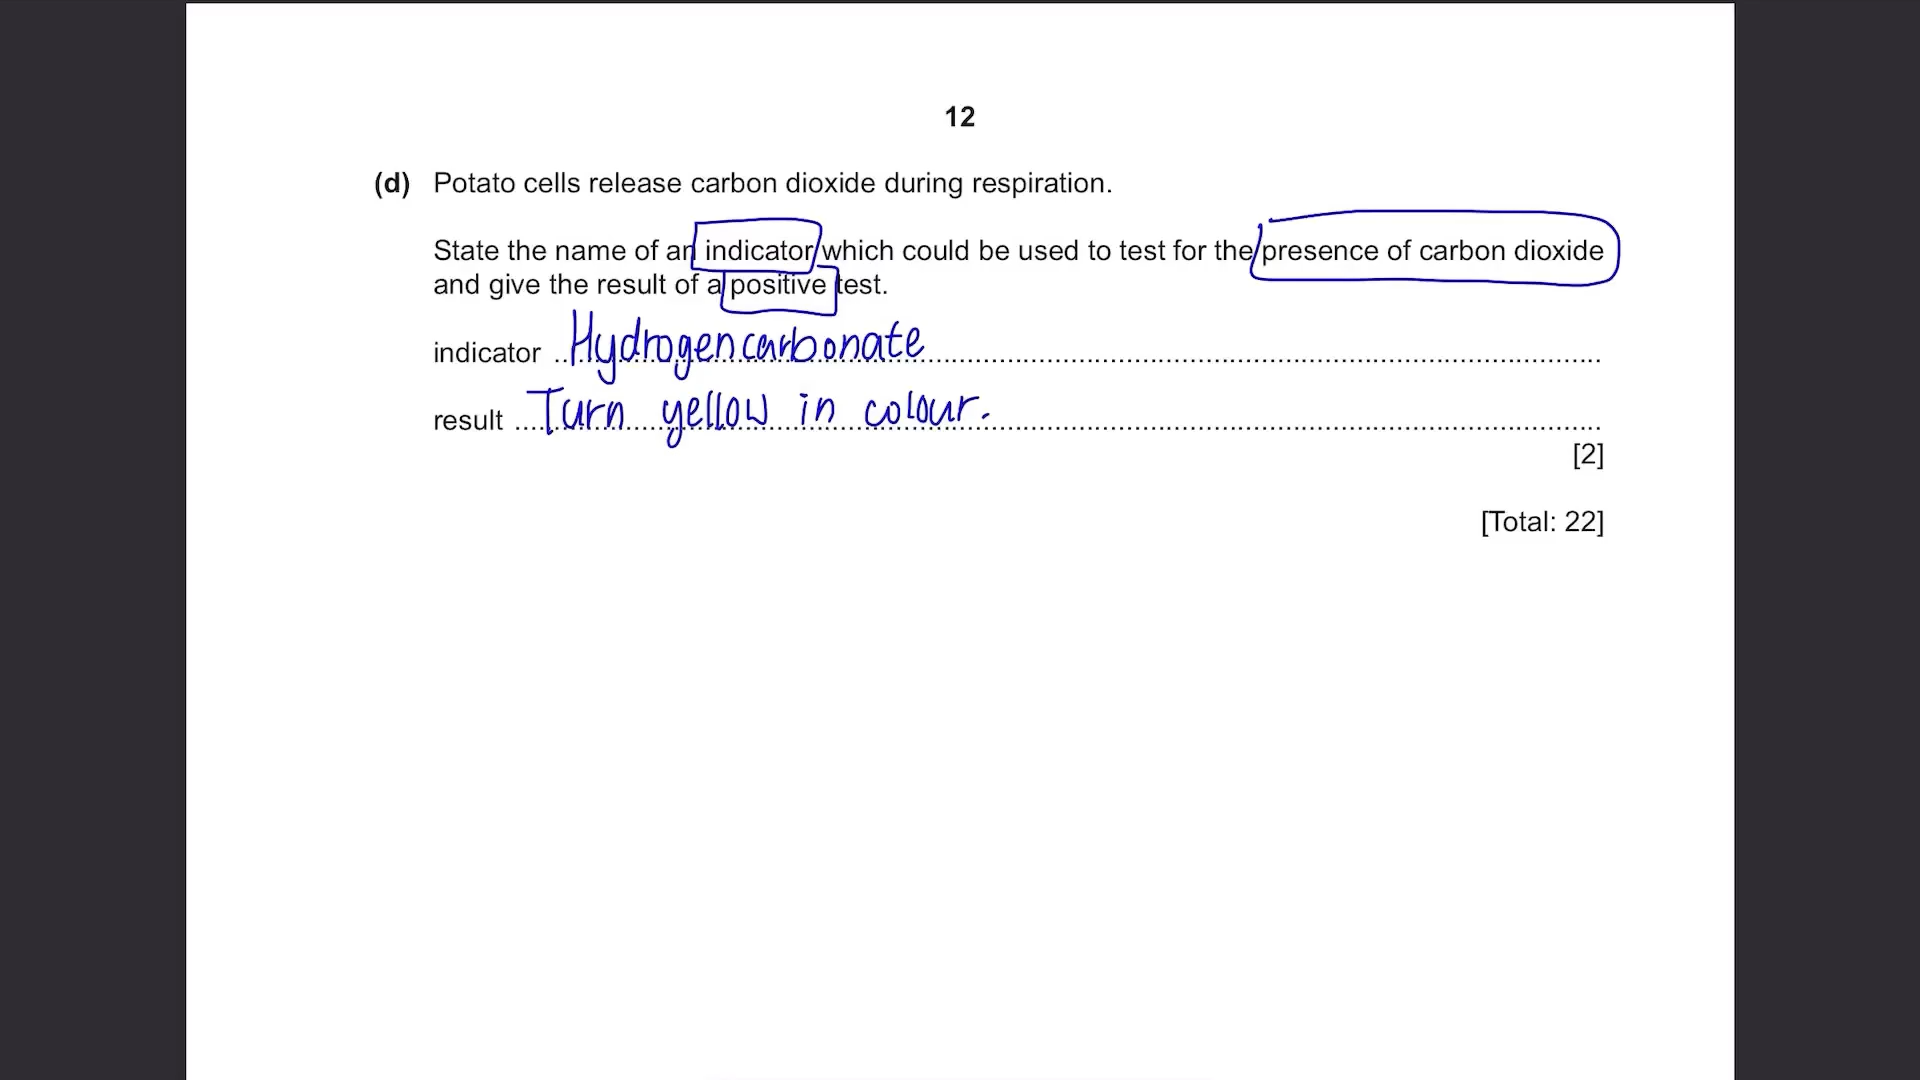 12
(d) Potato cells release carbon dioxide during respiration.
State the name of an indicator which could be used to test for the presence of carbon dioxide
and give the result of a positive test.
indicator Hydrogencarbonate
result Turn yellow in colour.
[2]
[Total: 22]